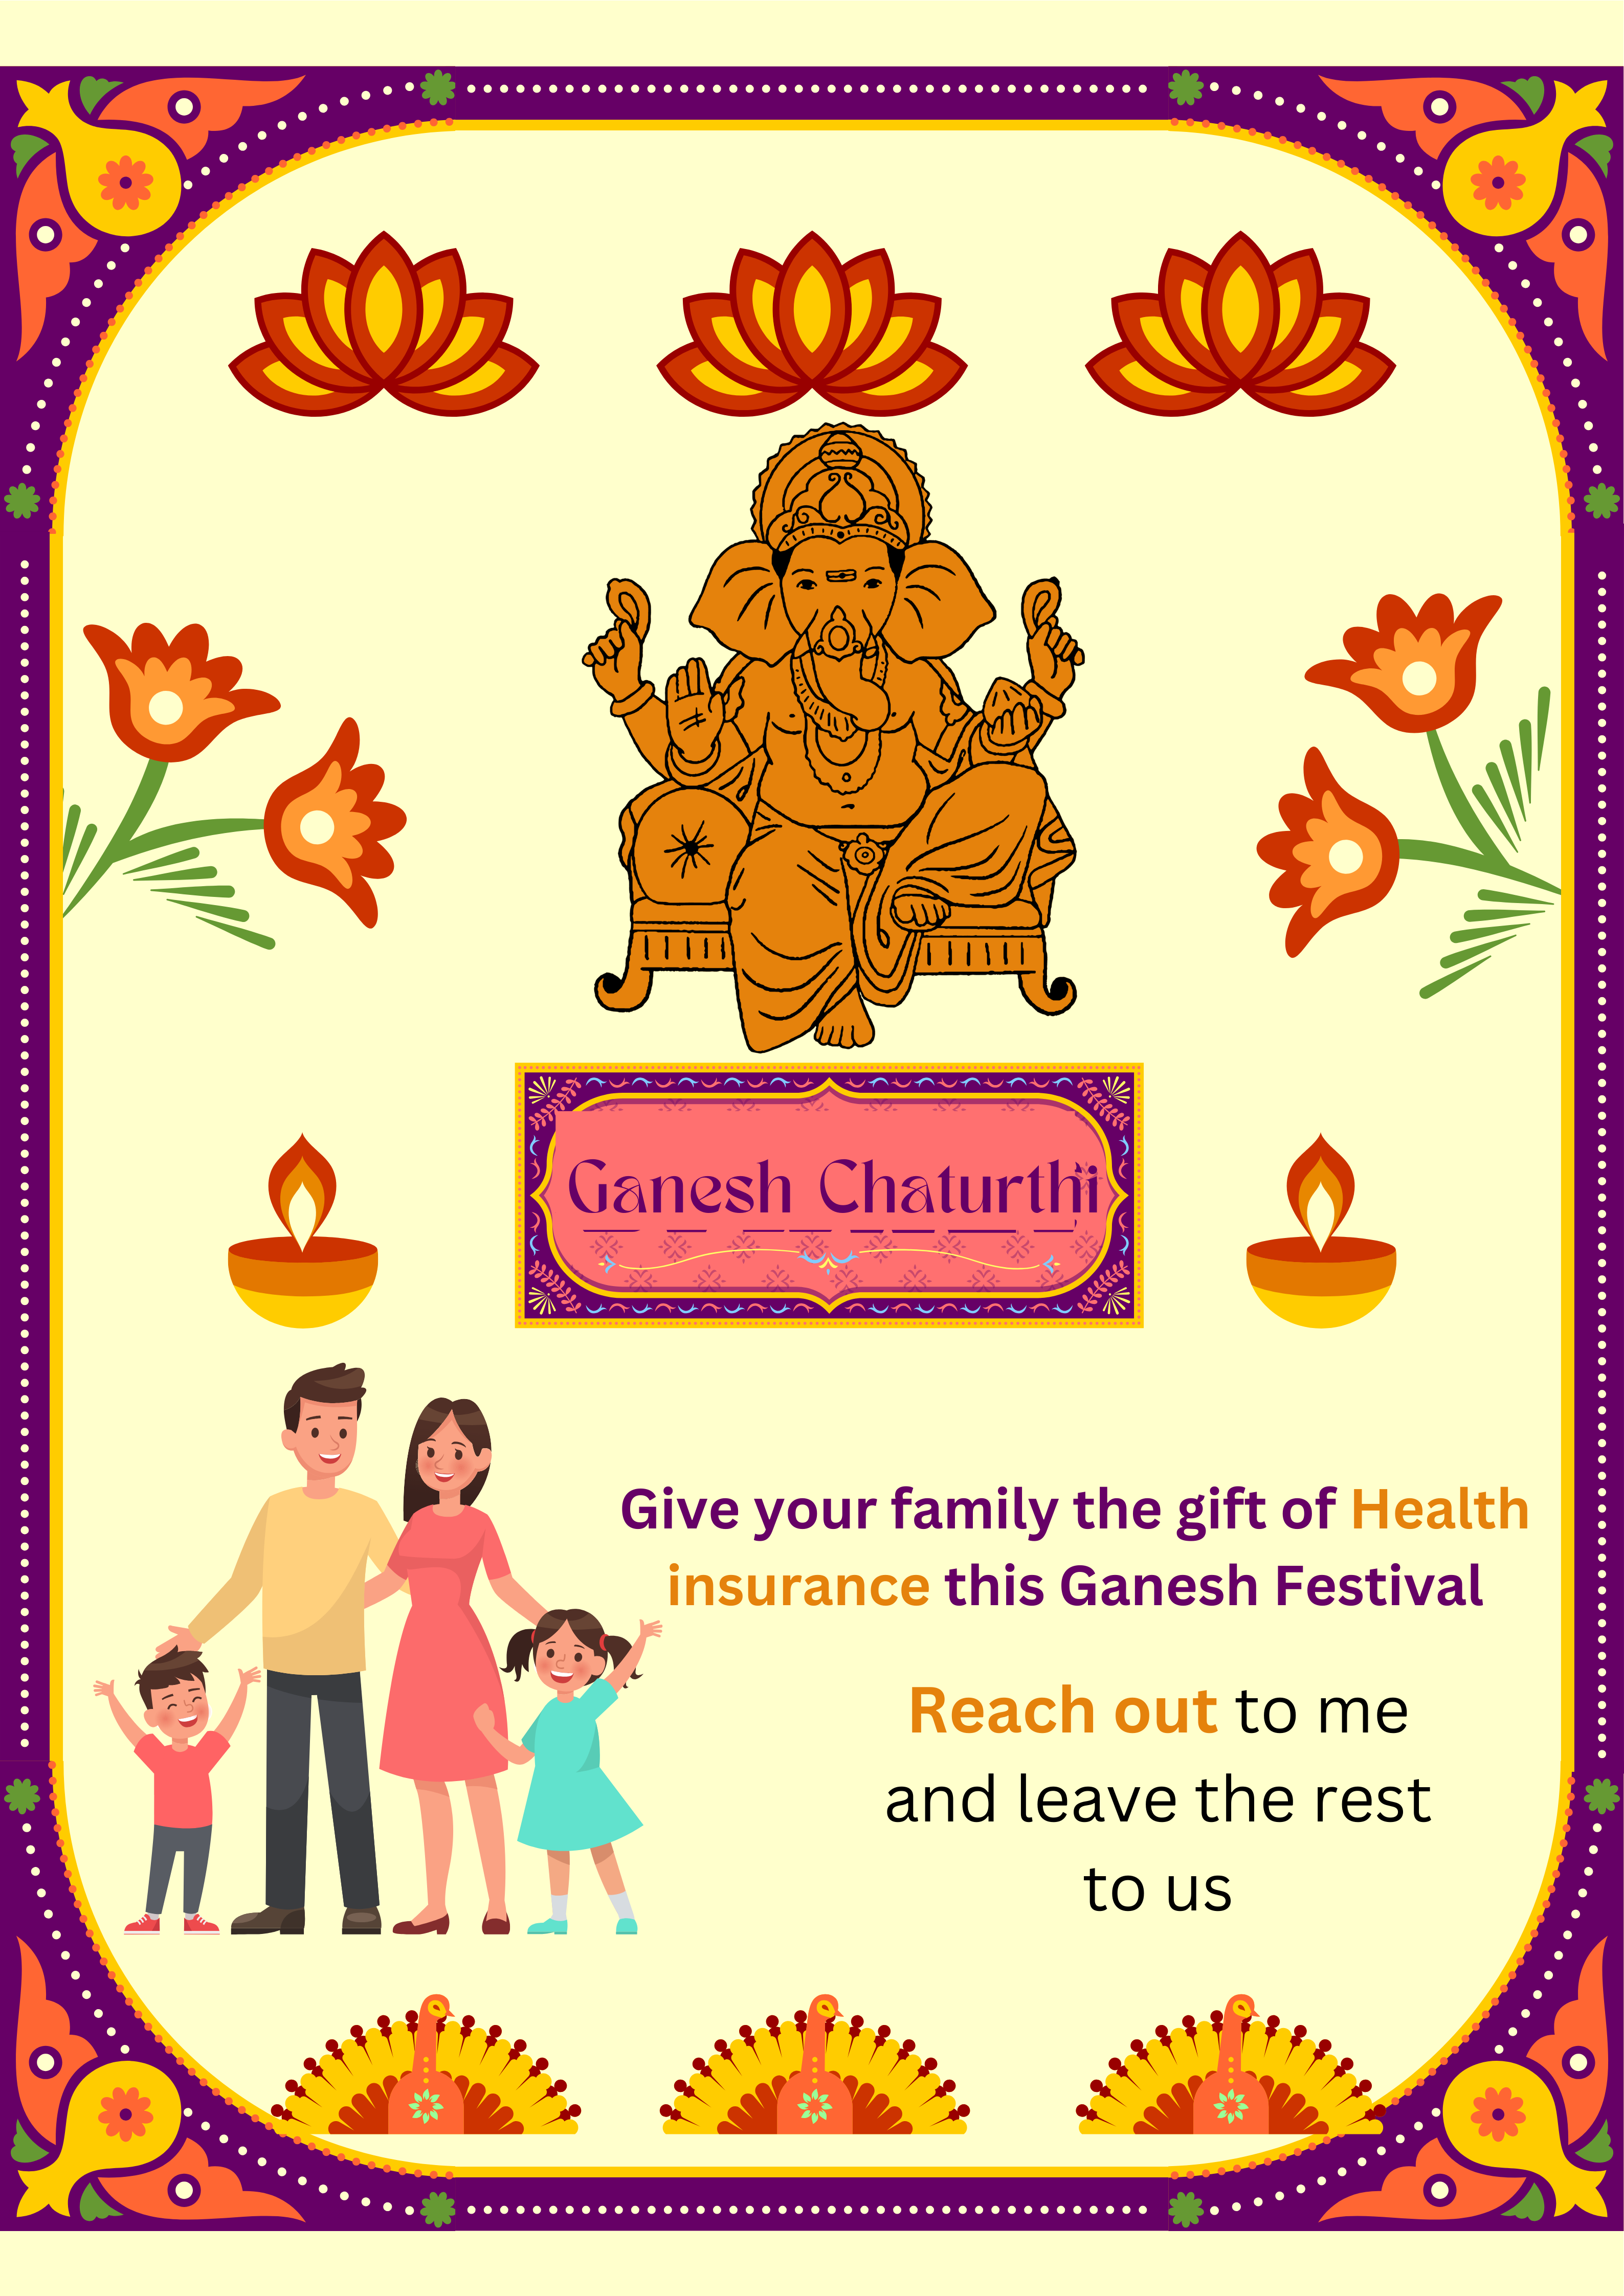 Ganesh Chaturthi
Give your family the gift of Health
insurance this Ganesh Festival
Reach out to me
and leave the rest
to us